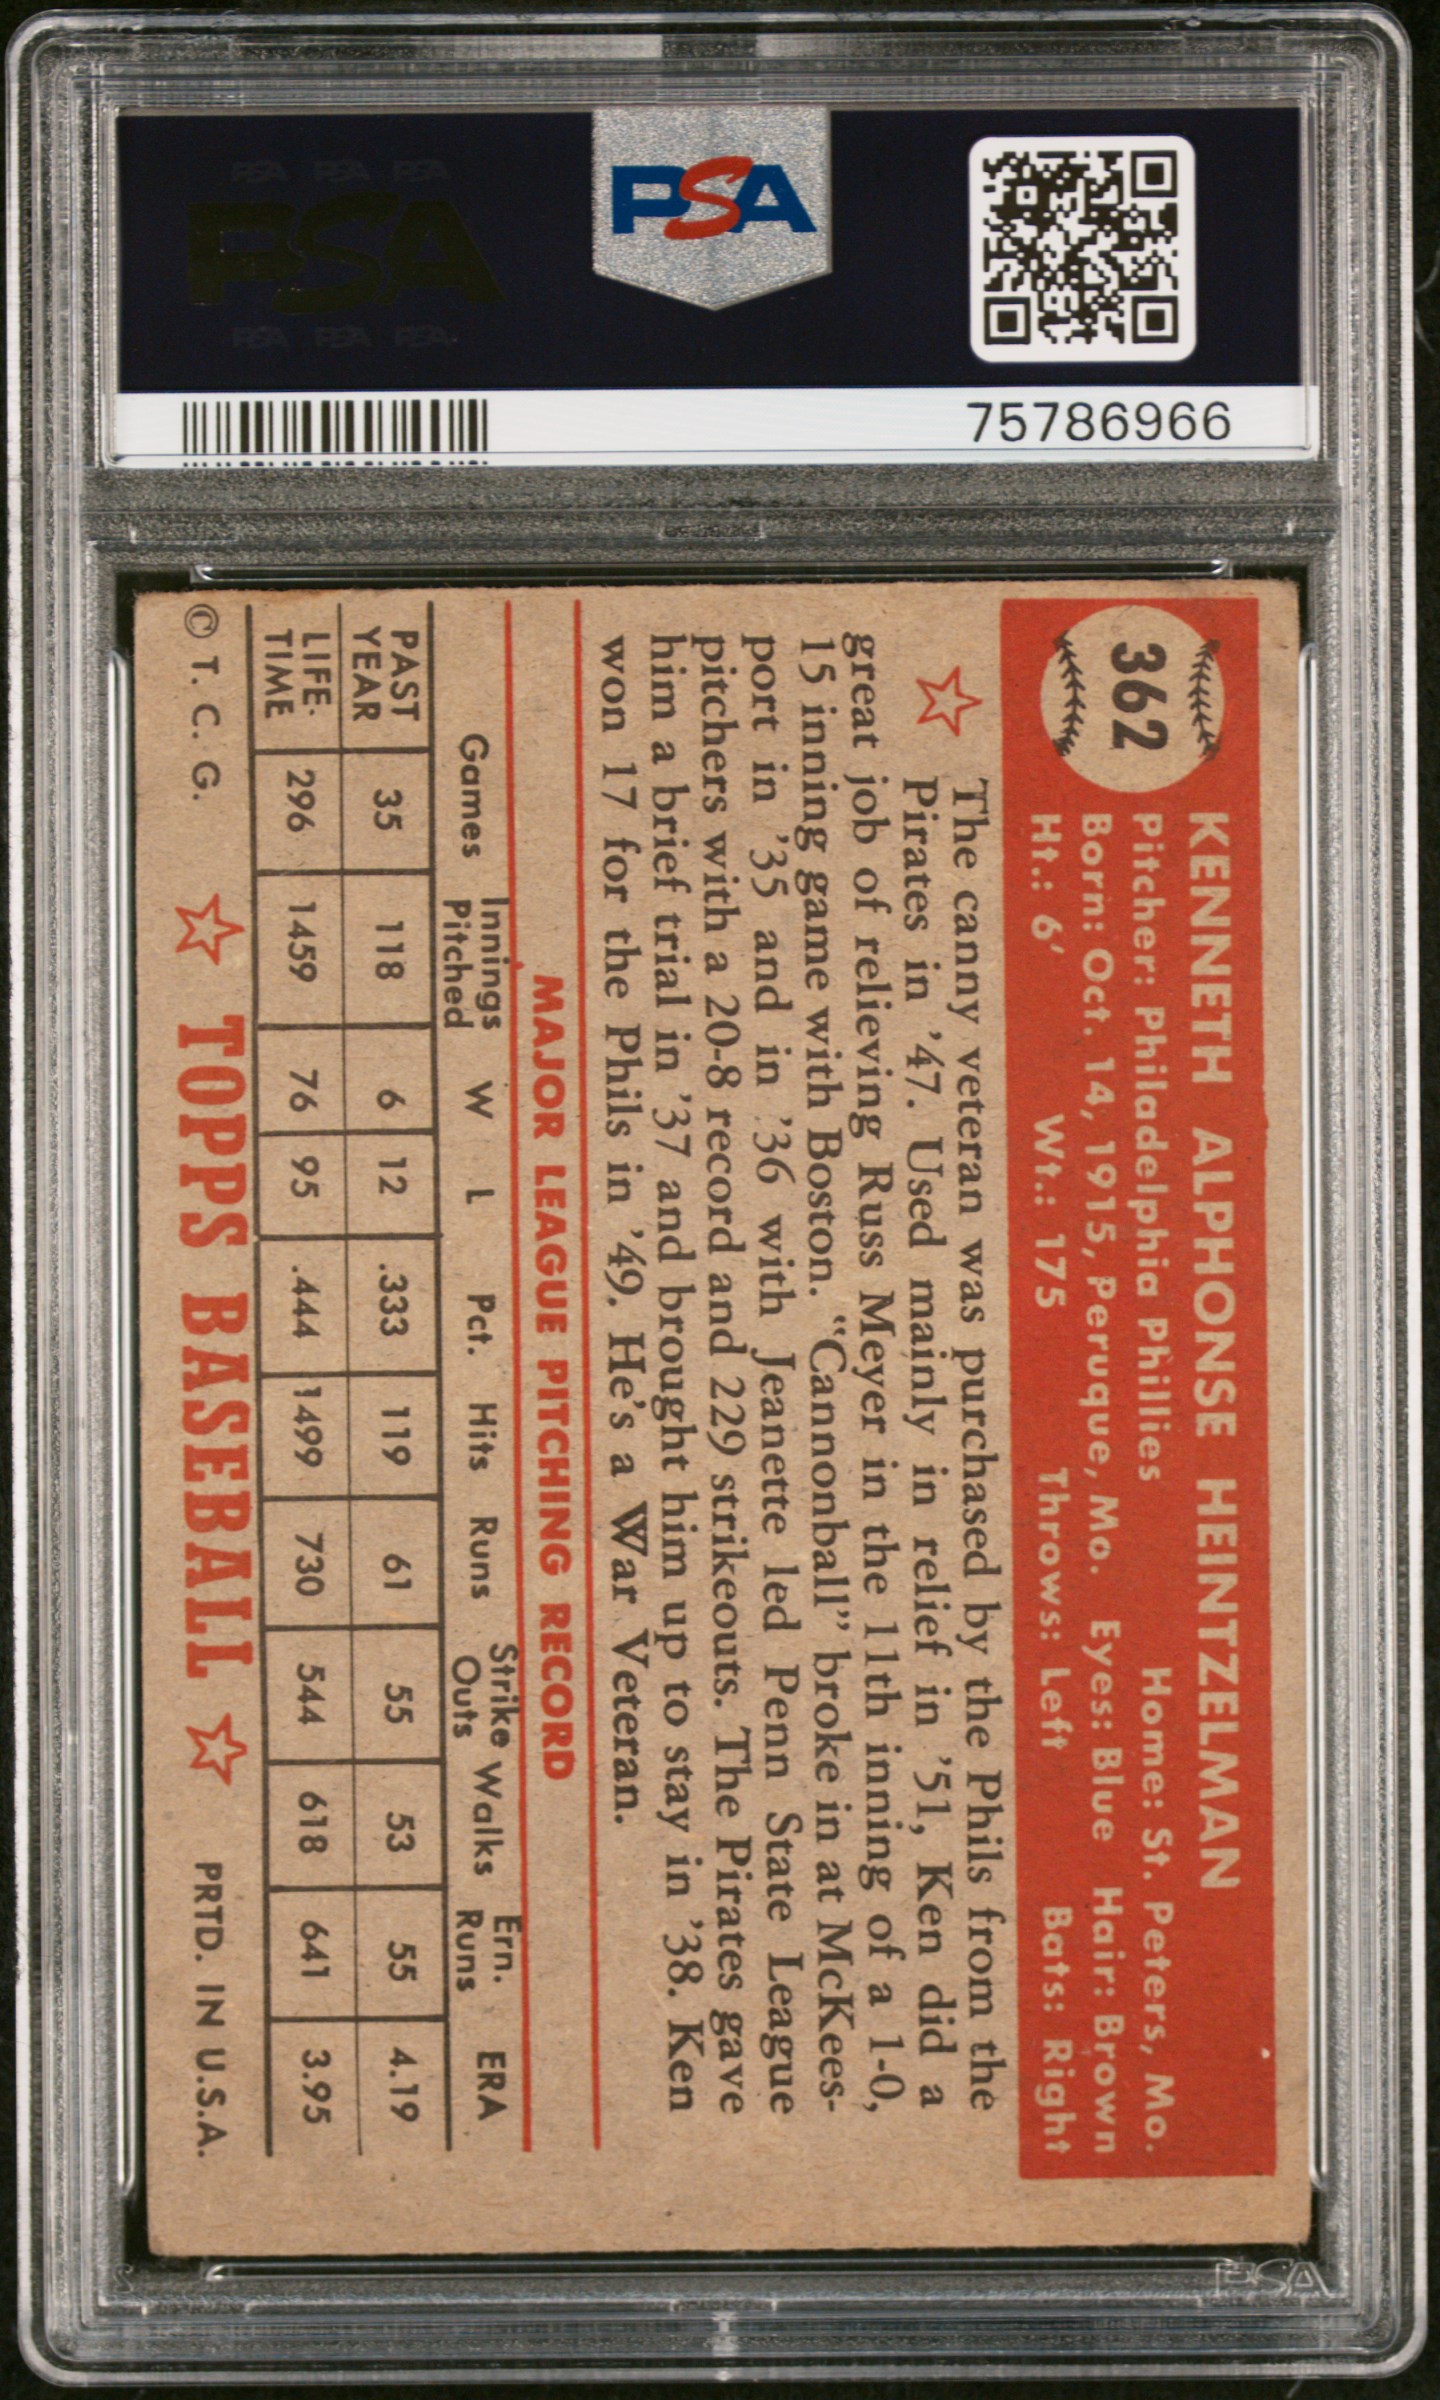 PSA PSA PSA
PSA
PSA PSA PSA
PSA
75786966
362
KENNETH ALPHONSE HEINTZELMAN
Pitcher: Philadelphia Phillies Home: St. Peters, Mo.
Born: Oct. 14, 1915, Peruque, Mo. Eyes: Blue Hair: Brown
Ht.: 6' Wt.: 175 Throws: Left Bats: Right
The canny veteran was purchased by the Phils from the
Pirates in '47. Used mainly in relief in '51, Ken did a
great job of relieving Russ Meyer in the 11th inning of a 1-0,
15 inning game with Boston. "Cannonball" broke in at McKees-
port in '35 and in '36 with Jeanette led Penn State League
pitchers with a 20-8 record and 229 strikeouts. The Pirates gave
him a brief trial in '37 and brought him up to stay in '38. Ken
won 17 for the Phils in '49. He's a War Veteran.
MAJOR LEAGUE PITCHING RECORD
Games Innings Pitched W L Pct. Hits Runs Strike Outs Walks Ern. Runs ERA
PAST YEAR 35 118 6 12 .333 119 61 55 53 55 4.19
LIFE-TIME 296 1459 76 95 .444 1499 730 544 618 641 3.95
© T. C. G. TOPPS BASEBALL PRTD. IN U.S.A.
PSA